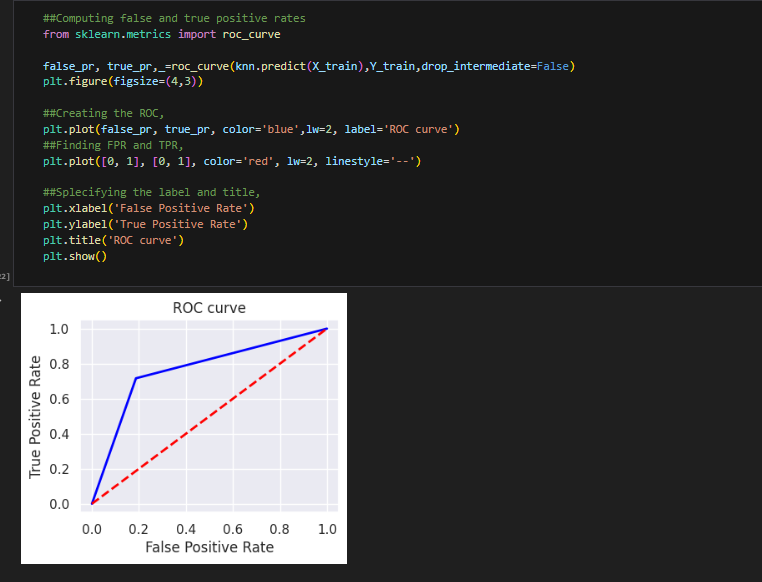 ##Computing false and true positive rates
from sklearn.metrics import roc_curve
false_pr, true_pr,_=roc_curve(knn.predict(X_train),Y_train,drop_intermediate=False)
plt.figure(figsize=(4,3))
##Creating the ROC,
plt.plot(false_pr, true_pr, color='blue',lw=2, label='ROC curve')
##Finding FPR and TPR,
plt.plot([0, 1], [0, 1], color='red', lw=2, linestyle='--')
##Splecifying the label and title,
plt.xlabel('False Positive Rate')
plt.ylabel('True Positive Rate')
plt.title('ROC curve')
plt.show()
22]
ROC curve
1.0
0.8
0.6
0.4
0.2
0.0
True Positive Rate
0.0 0.2 0.4 0.6 0.8 1.0
False Positive Rate